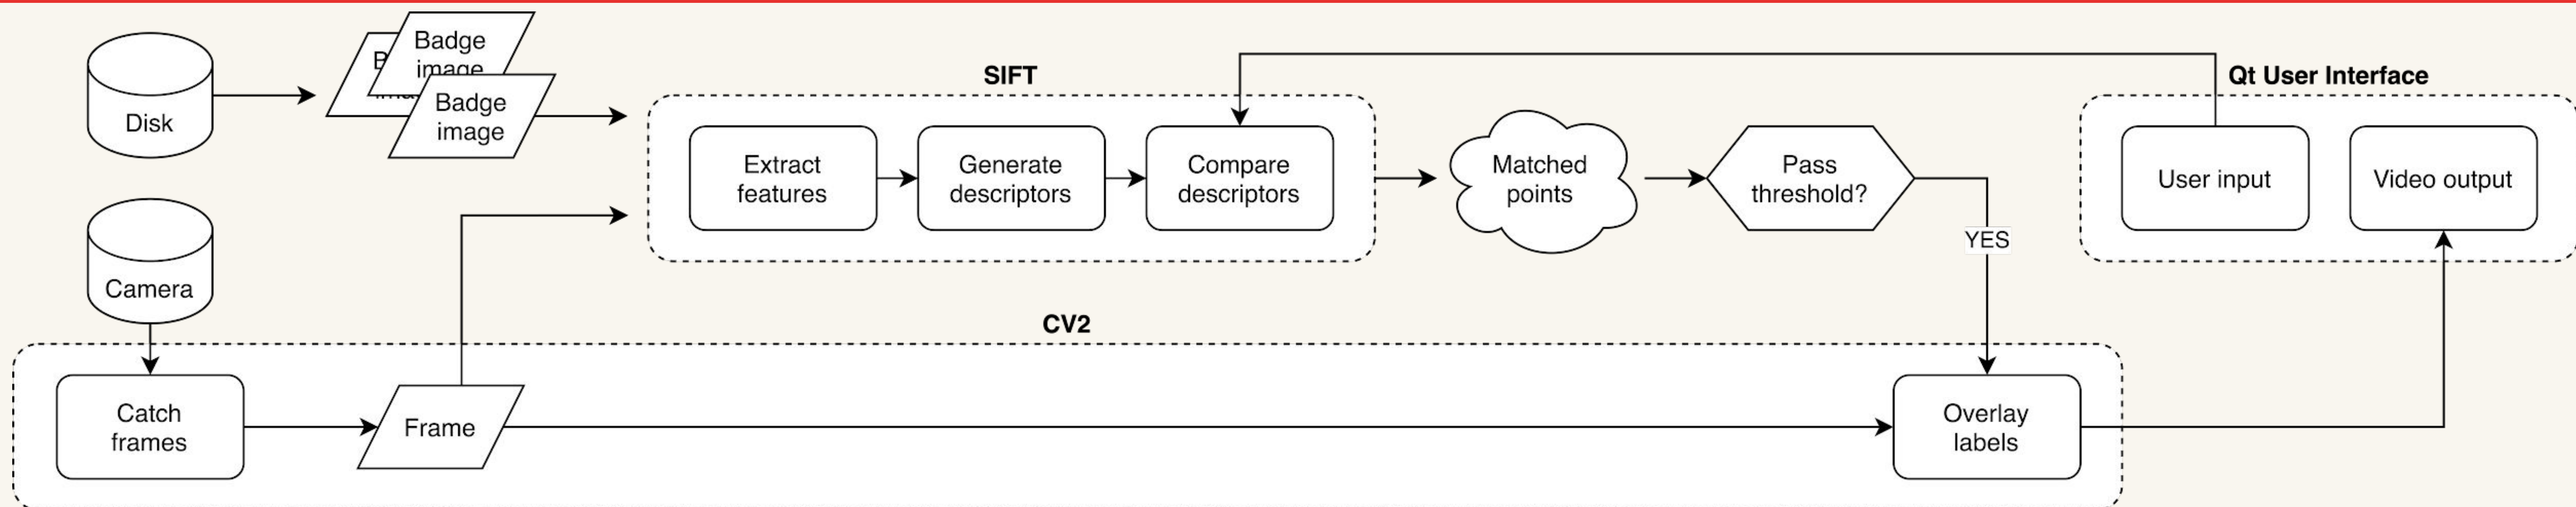 Disk
Badge
image
Badge
image
SIFT
Extract
features
Generate
descriptors
Compare
descriptors
Matched
points
Pass
threshold?
YES
Qt User Interface
User input
Video output
Camera
CV2
Catch
frames
Frame
Overlay
labels